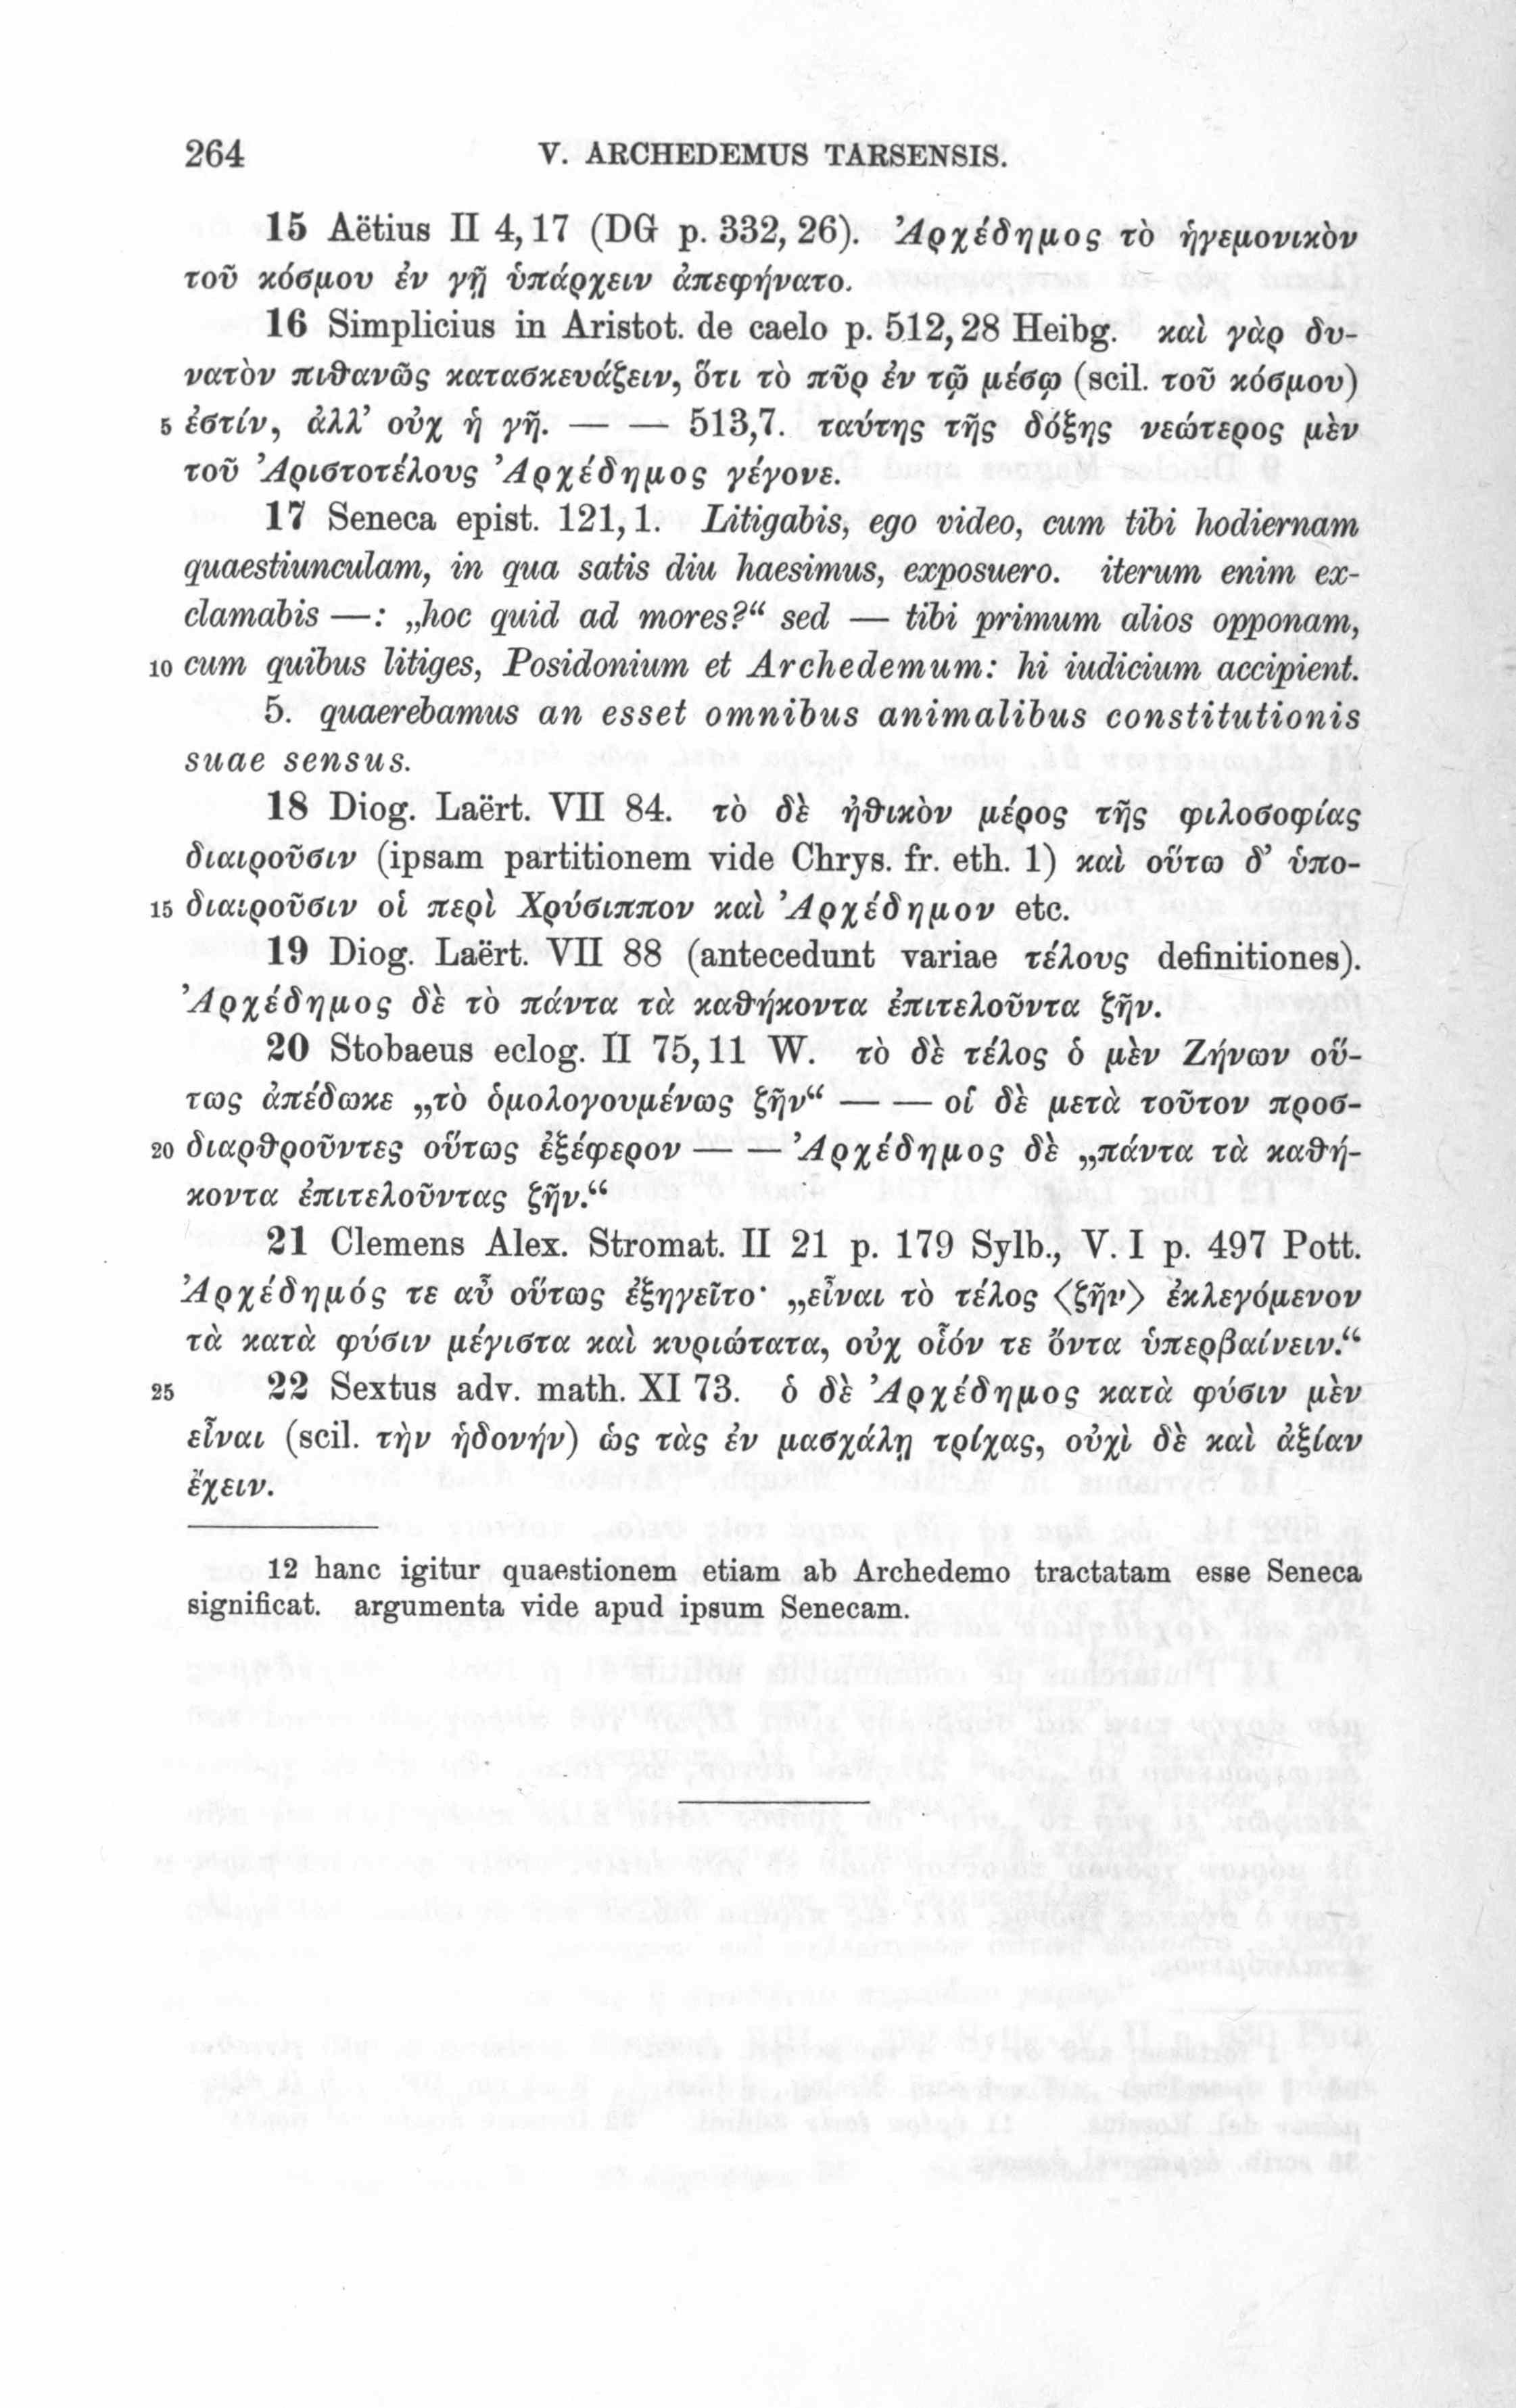 264 V. ARCHEDEMUS TARSENSIS.
15 Aëtius II 4,17 (DG p. 332, 26). Ἀρχέδημος τὸ ἡγεμονικὸν
τοῦ κόσμου ἐν γῇ ὑπάρχειν ἀπεφήνατο.
16 Simplicius in Aristot. de caelo p. 512,28 Heibg. καὶ γὰρ δυ-
νατὸν πιθανῶς κατασκευάζειν, ὅτι τὸ πῦρ ἐν τῷ μέσῳ (scil. τοῦ κόσμου)
5 ἐστίν, ἀλλ’ οὐχ ἡ γῆ. — — 513,7. ταύτης τῆς δόξης νεώτερος μὲν
τοῦ Ἀριστοτέλους Ἀρχέδημος γέγονε.
17 Seneca epist. 121,1. Litigabis, ego video, cum tibi hodiernam
quaestiunculam, in qua satis diu haesimus, exposuero. iterum enim ex-
clamabis —: „hoc quid ad mores?“ sed — tibi primum alios opponam,
10 cum quibus litiges, Posidonium et Archedemum: hi iudicium accipient.
5. quaerebamus an esset omnibus animalibus constitutionis
suae sensus.
18 Diog. Laërt. VII 84. τὸ δὲ ἠθικὸν μέρος τῆς φιλοσοφίας
διαιροῦσιν (ipsam partitionem vide Chrys. fr. eth. 1) καὶ οὕτω δ’ ὑπο-
15 διαιροῦσιν οἱ περὶ Χρύσιππον καὶ Ἀρχέδημον etc.
19 Diog. Laërt. VII 88 (antecedunt variae τέλους definitiones).
Ἀρχέδημος δὲ τὸ πάντα τὰ καθήκοντα ἐπιτελοῦντα ζῆν.
20 Stobaeus eclog. II 75,11 W. τὸ δὲ τέλος ὁ μὲν Ζήνων οὕ-
τως ἀπέδωκε „τὸ ὁμολογουμένως ζῆν“ — — οἱ δὲ μετὰ τοῦτον προσ-
20 διαρθροῦντες οὕτως ἐξέφερον — — Ἀρχέδημος δὲ „πάντα τὰ καθή-
κοντα ἐπιτελοῦντας ζῆν.“
21 Clemens Alex. Stromat. II 21 p. 179 Sylb., V. I p. 497 Pott.
Ἀρχέδημός τε αὖ οὕτως ἐξηγεῖτο· „εἶναι τὸ τέλος <ζῆν> ἐκλεγόμενον
τὰ κατὰ φύσιν μέγιστα καὶ κυριώτατα, οὐχ οἷόν τε ὄντα ὑπερβαίνειν.“
25 22 Sextus adv. math. XI 73. ὁ δὲ Ἀρχέδημος κατὰ φύσιν μὲν
εἶναι (scil. τὴν ἡδονήν) ὡς τὰς ἐν μασχάλῃ τρίχας, οὐχὶ δὲ καὶ ἀξίαν
ἔχειν.
12 hanc igitur quaestionem etiam ab Archedemo tractatam esse Seneca
significat. argumenta vide apud ipsum Senecam.